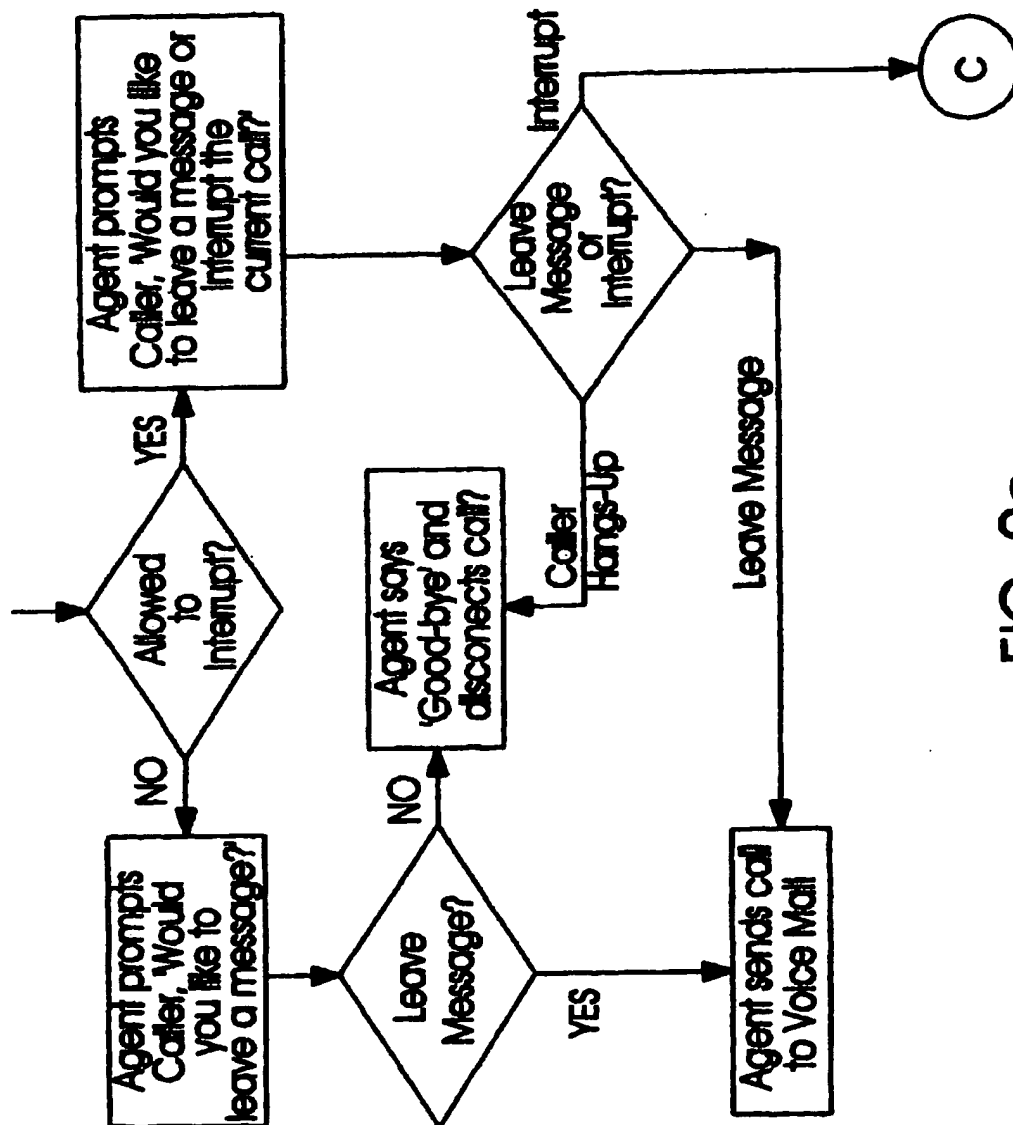 Allowed
to
Interrupt?
NO
YES
Agent prompts
Caller, 'Would
you like to
leave a message?'
Agent prompts
Caller, 'Would you like
to leave a message or
interrupt the
current call?'
Leave
Message?
NO
YES
Agent says
'Good-bye' and
disconects call?
Leave
Message
or
Interrupt?
Caller
Hangs-Up
Interrupt
Leave Message
Agent sends call
to Voice Mail
C